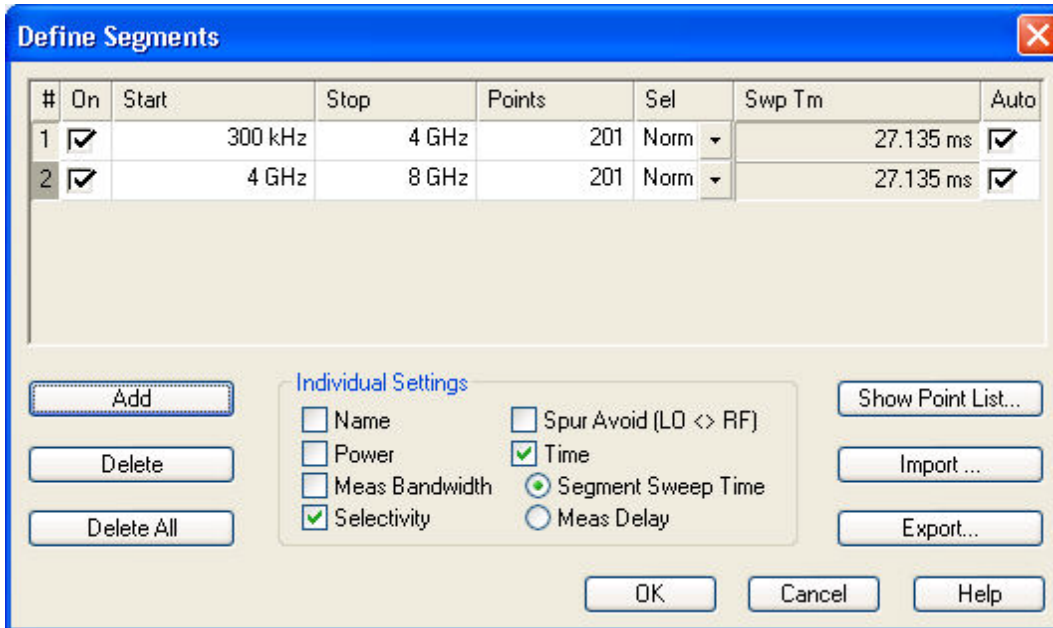 Define Segments
# On Start Stop Points Sel Swp Tm Auto
1 300 kHz 4 GHz 201 Norm 27.135 ms
2 4 GHz 8 GHz 201 Norm 27.135 ms
Individual Settings
Add Name Spur Avoid (LO <> RF) Show Point List...
Power Time
Delete Meas Bandwidth Segment Sweep Time Import ...
Delete All Selectivity Meas Delay Export...
OK Cancel Help